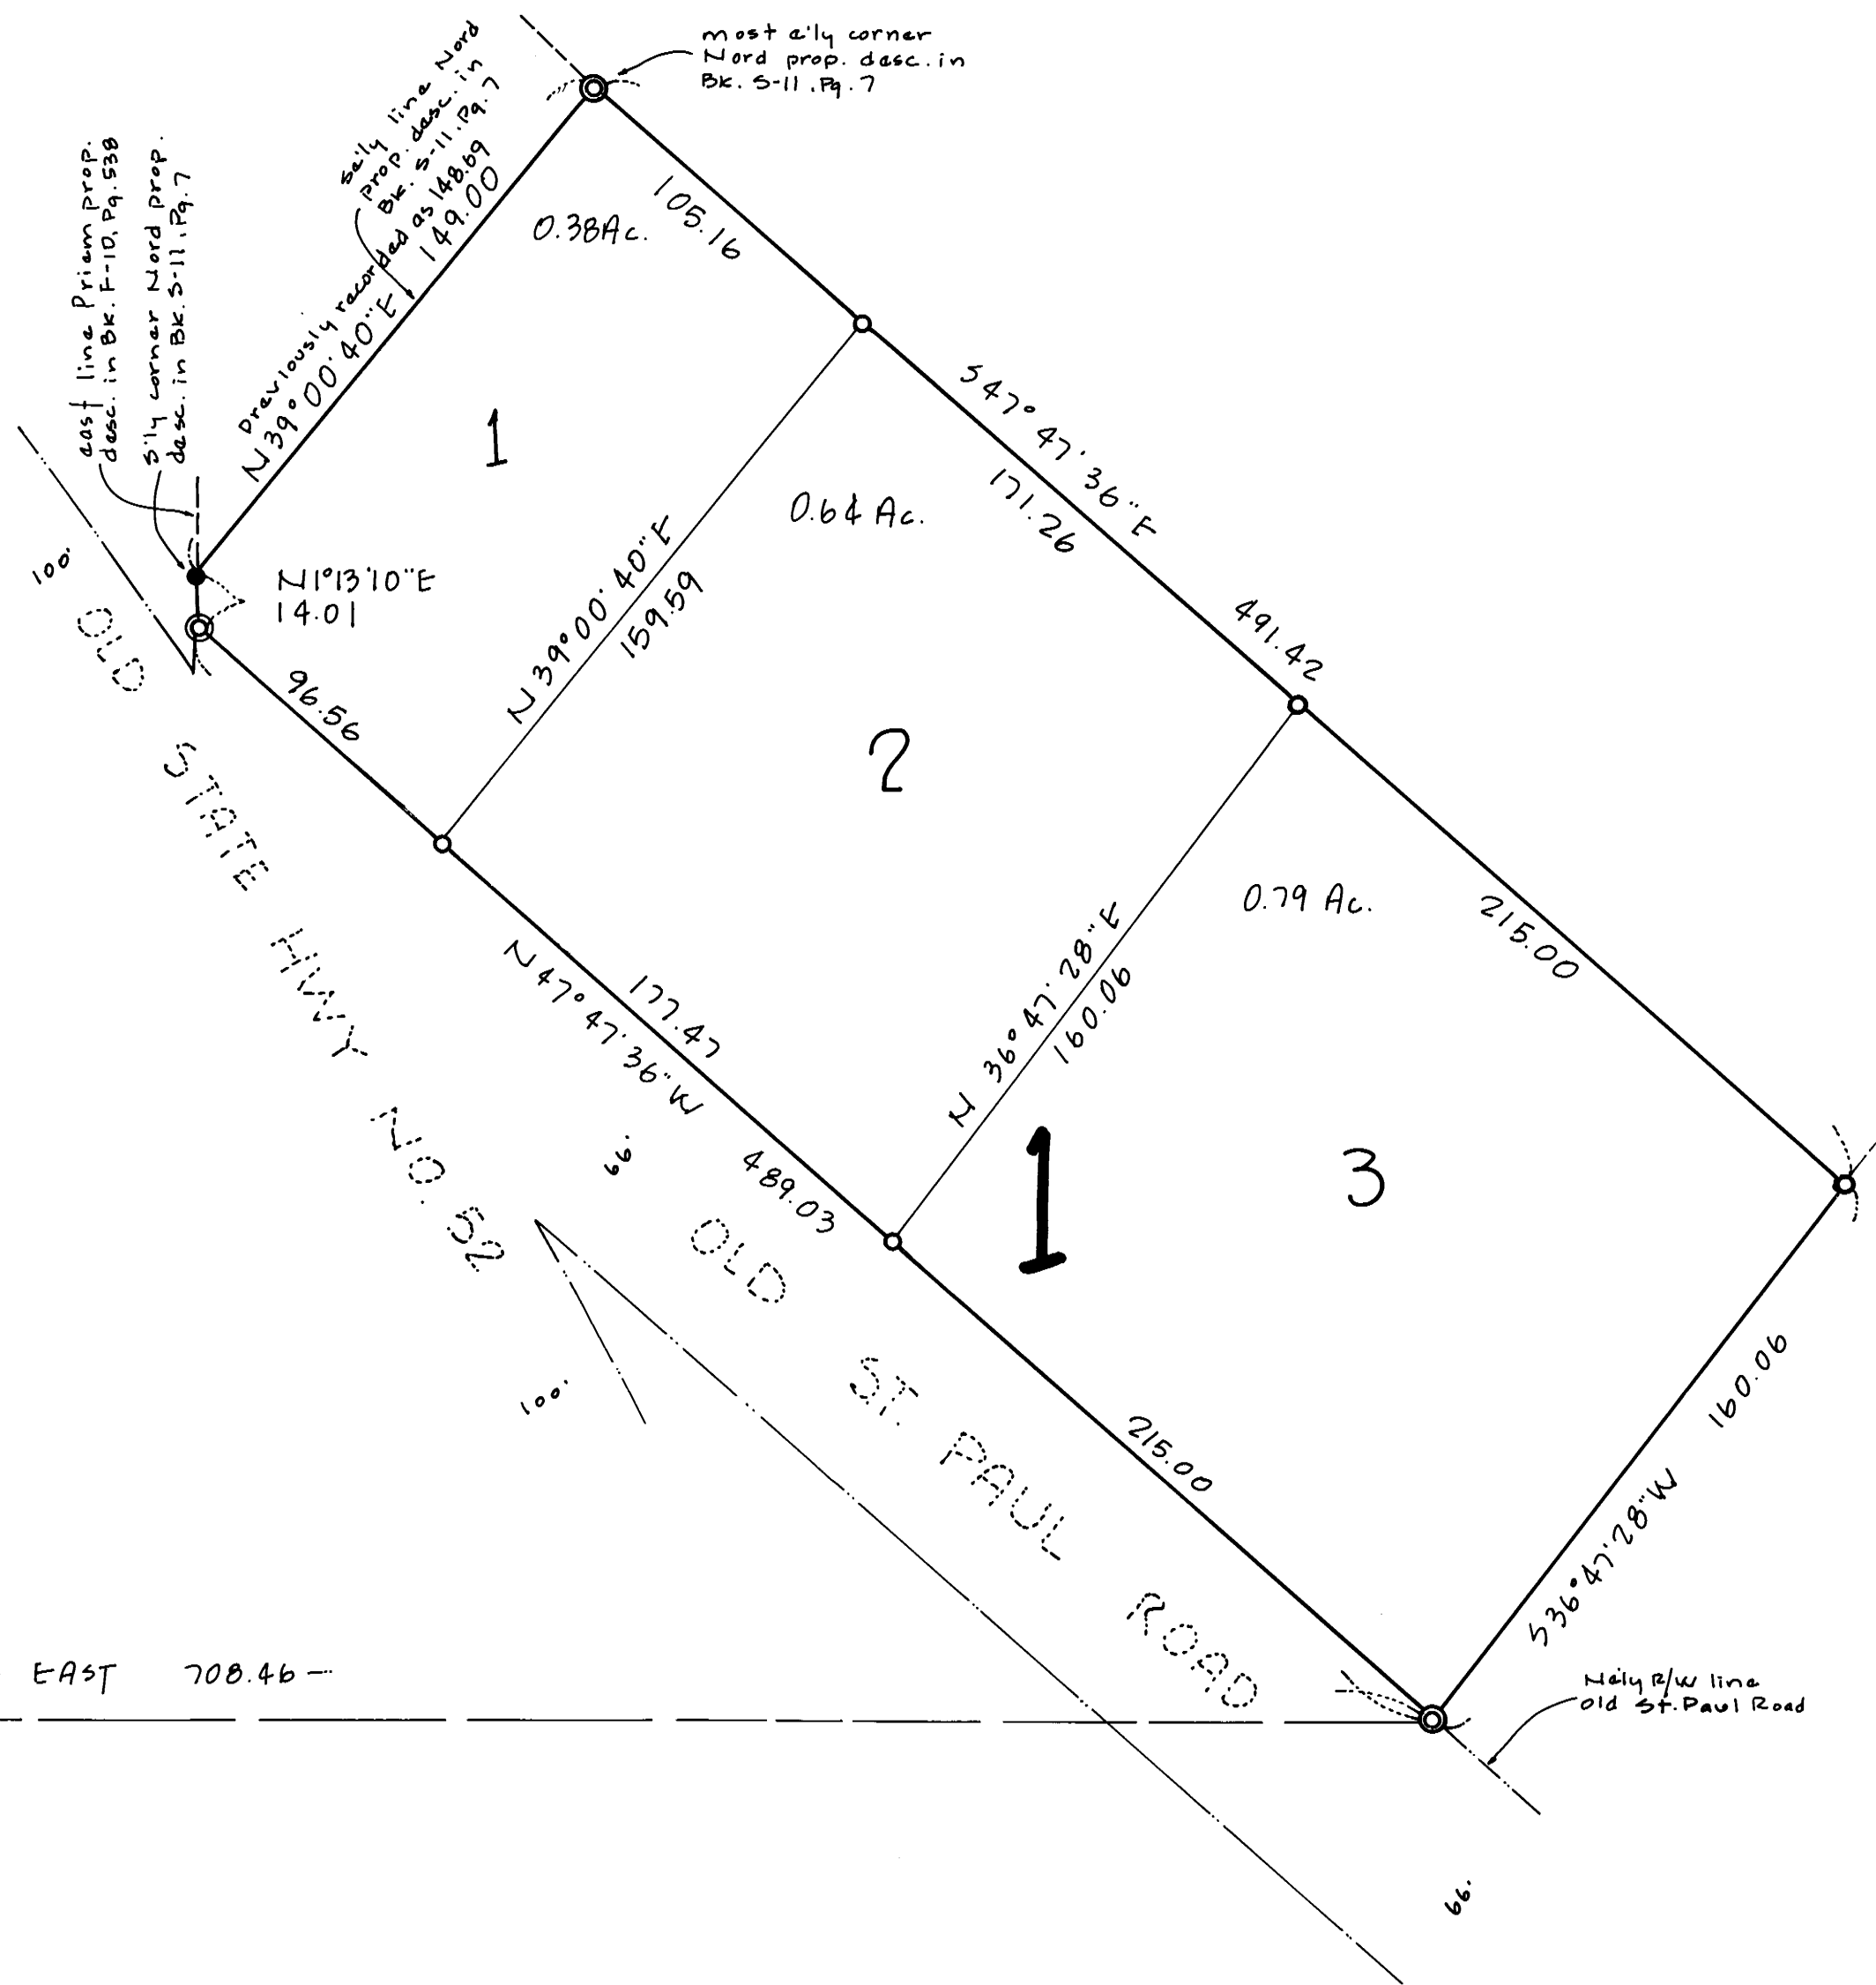 most e'ly corner
Nord prop. desc. in
Bk. S-11, Pg. 7
se'ly line Nord
prop. desc. in
Bk. S-11, Pg. 7
Previously recorded as 148.69
N39°00'40"E 149.00
east line Priem prop.
desc. in Bk. F-10, Pg. 538
s'ly corner Nord prop.
desc. in Bk. S-11, Pg. 7
0.38 Ac.
105.16
1
S47°47'36"E
171.26
491.42
0.64 Ac.
N39°00'40"E
159.59
N1°13'10"E
14.01
100'
96.56
2
OLD STATE HWY NO. 52
0.79 Ac.
215.00
N36°47'28"E
160.06
177.47
N47°47'36"W
489.03
66'
1
3
100'
OLD ST. PAUL ROAD
215.00
160.06
S36°47'28"W
EAST 708.46
Ne'ly R/W line
old St. Paul Road
66'